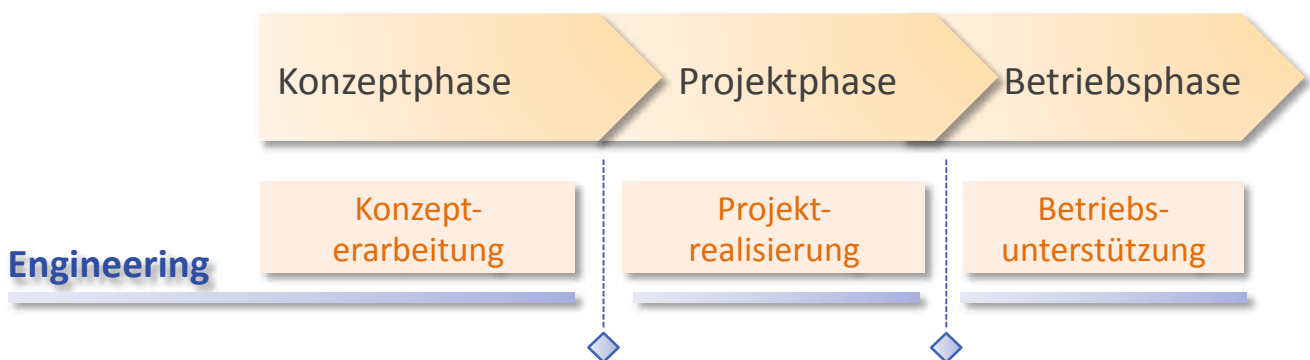 Konzeptphase
Projektphase
Betriebsphase
Konzept-
erarbeitung
Projekt-
realisierung
Betriebs-
unterstützung
Engineering